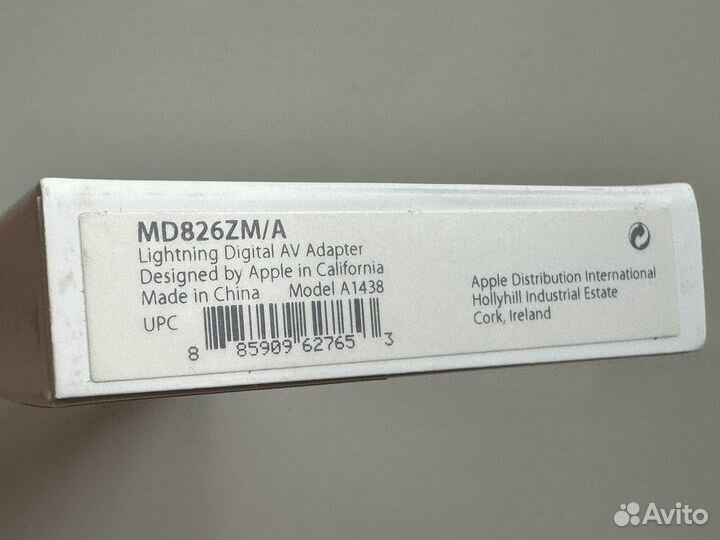 MD826ZM/A
Lightning Digital AV Adapter
Designed by Apple in California
Made in China Model A1438
UPC
8 85909 62765 3
Apple Distribution International
Hollyhill Industrial Estate
Cork, Ireland
Avito